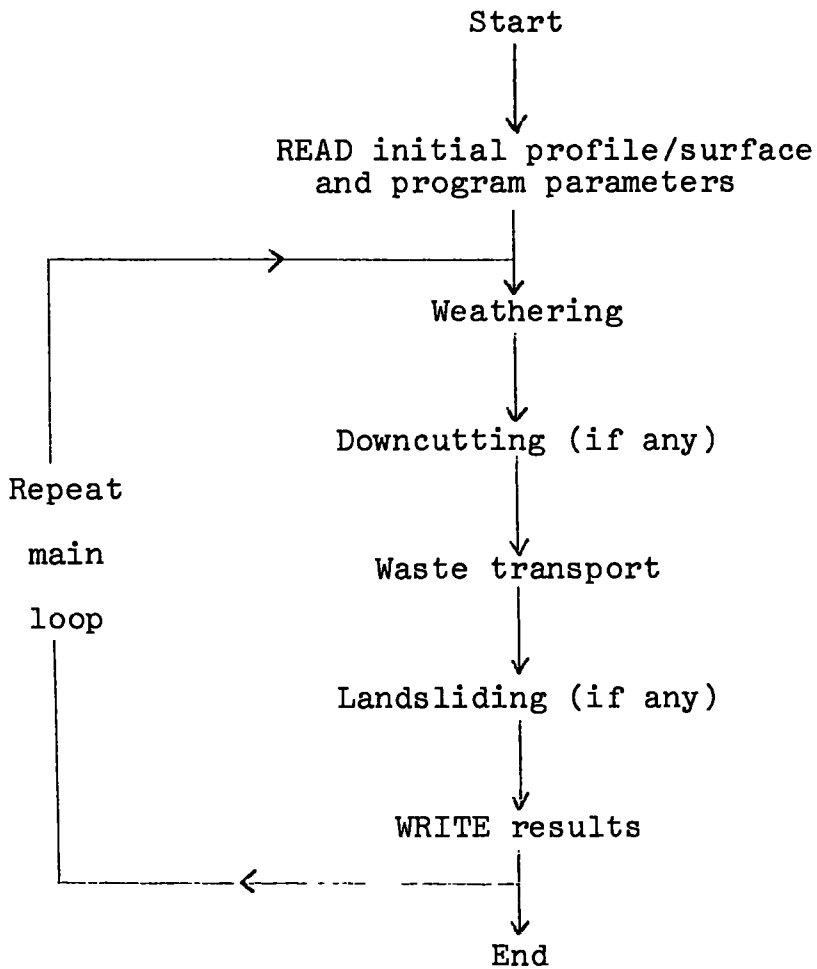 Start
READ initial profile/surface
and program parameters
Weathering
Downcutting (if any)
Repeat
main
loop
Waste transport
Landsliding (if any)
WRITE results
End